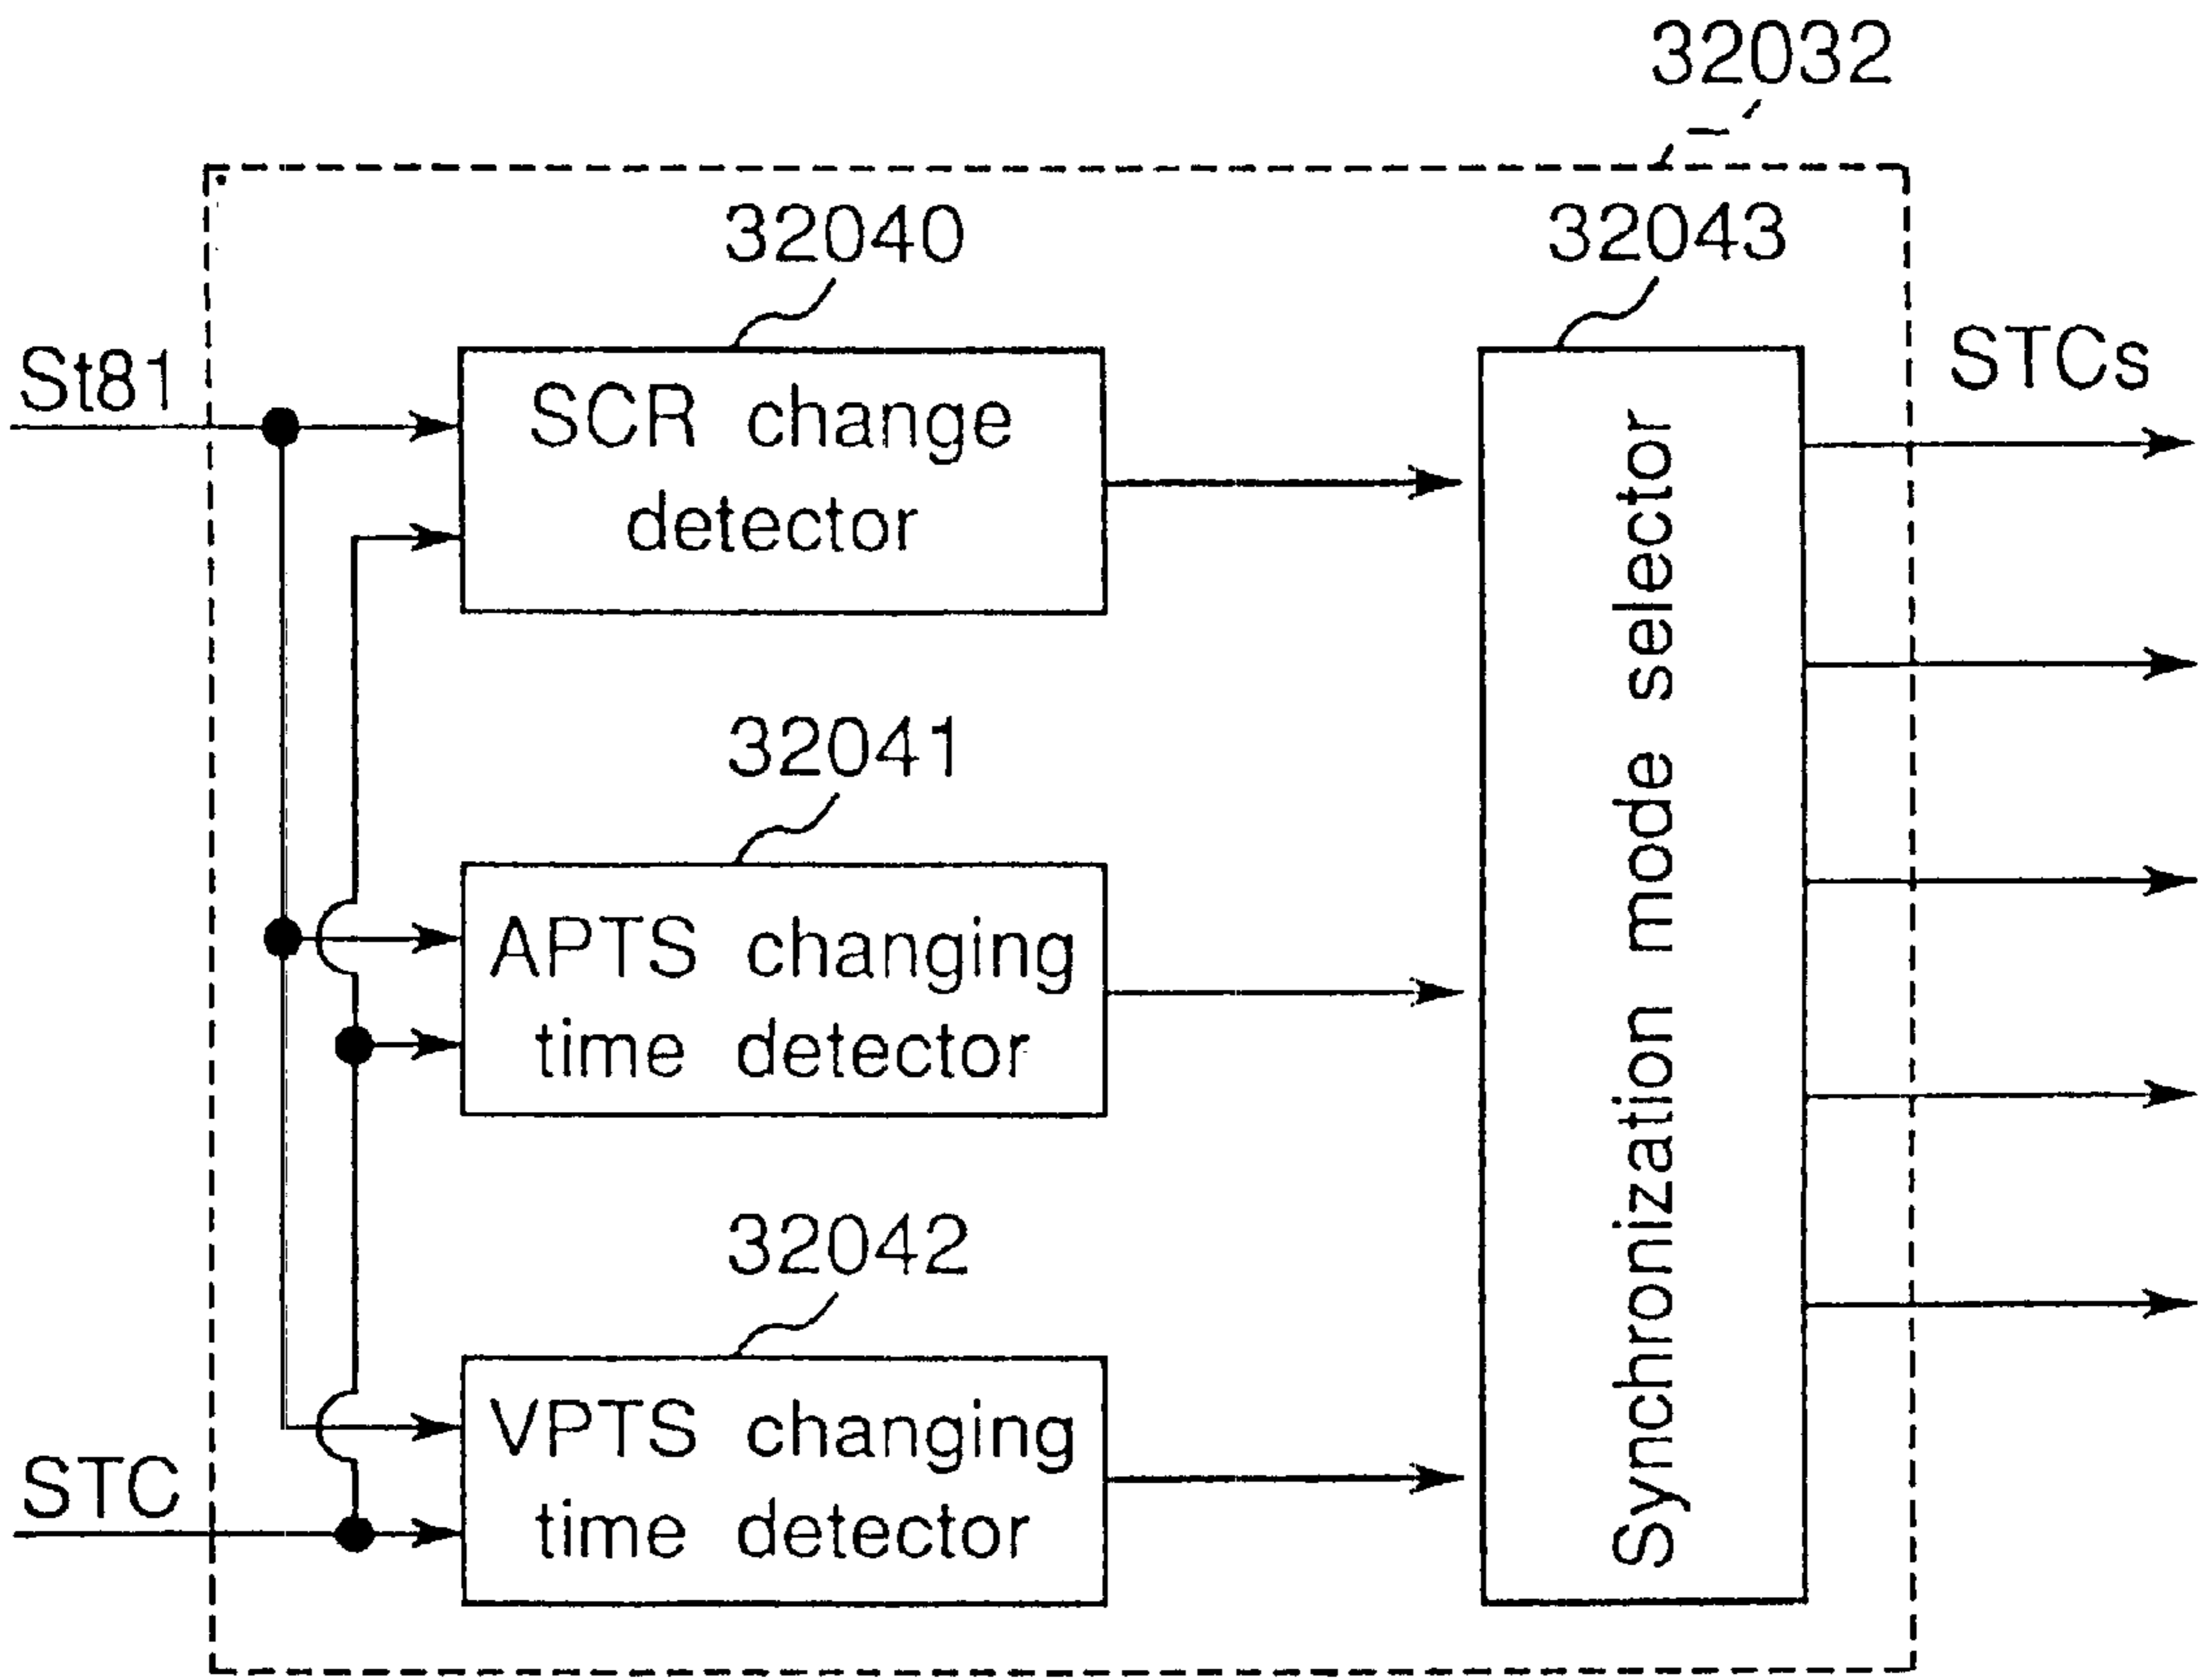 32032
32040
32043
St81
SCR change
detector
STCs
32041
APTS changing
time detector
Synchronization mode selector
32042
VPTS changing
time detector
STC